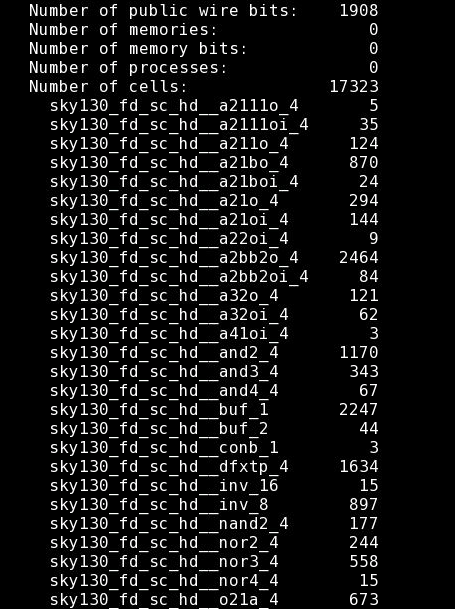 Number of public wire bits: 1908
Number of memories: 0
Number of memory bits: 0
Number of processes: 0
Number of cells: 17323
sky130_fd_sc_hd__a2111o_4 5
sky130_fd_sc_hd__a2111oi_4 35
sky130_fd_sc_hd__a211o_4 124
sky130_fd_sc_hd__a21bo_4 870
sky130_fd_sc_hd__a21boi_4 24
sky130_fd_sc_hd__a21o_4 294
sky130_fd_sc_hd__a21oi_4 144
sky130_fd_sc_hd__a22oi_4 9
sky130_fd_sc_hd__a2bb2o_4 2464
sky130_fd_sc_hd__a2bb2oi_4 84
sky130_fd_sc_hd__a32o_4 121
sky130_fd_sc_hd__a32oi_4 62
sky130_fd_sc_hd__a41oi_4 3
sky130_fd_sc_hd__and2_4 1170
sky130_fd_sc_hd__and3_4 343
sky130_fd_sc_hd__and4_4 67
sky130_fd_sc_hd__buf_1 2247
sky130_fd_sc_hd__buf_2 44
sky130_fd_sc_hd__conb_1 3
sky130_fd_sc_hd__dfxtp_4 1634
sky130_fd_sc_hd__inv_16 15
sky130_fd_sc_hd__inv_8 897
sky130_fd_sc_hd__nand2_4 177
sky130_fd_sc_hd__nor2_4 244
sky130_fd_sc_hd__nor3_4 558
sky130_fd_sc_hd__nor4_4 15
sky130_fd_sc_hd__o21a_4 673